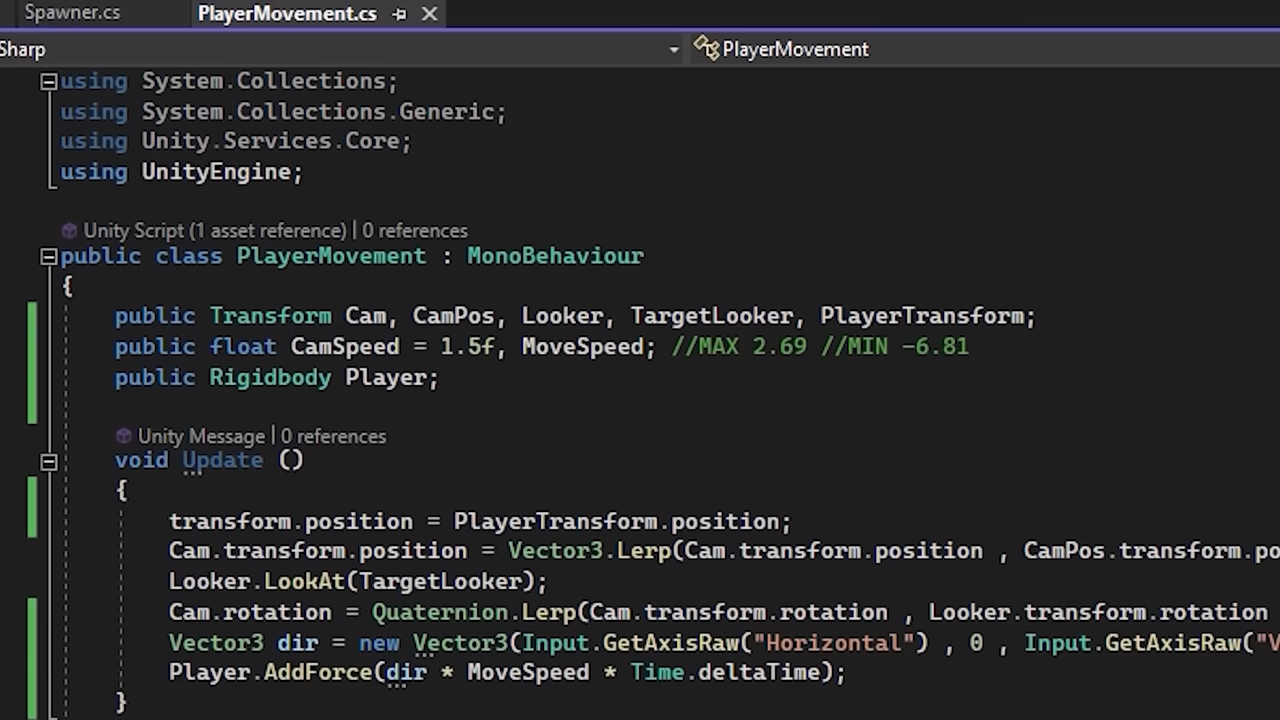 Spawner.cs
PlayerMovement.cs
Sharp
PlayerMovement
using System.Collections;
using System.Collections.Generic;
using Unity.Services.Core;
using UnityEngine;
Unity Script (1 asset reference) | 0 references
public class PlayerMovement : MonoBehaviour
{
public Transform Cam, CamPos, Looker, TargetLooker, PlayerTransform;
public float CamSpeed = 1.5f, MoveSpeed; //MAX 2.69 //MIN -6.81
public Rigidbody Player;
Unity Message | 0 references
void Update ()
{
transform.position = PlayerTransform.position;
Cam.transform.position = Vector3.Lerp(Cam.transform.position , CamPos.transform.po
Looker.LookAt(TargetLooker);
Cam.rotation = Quaternion.Lerp(Cam.transform.rotation , Looker.transform.rotation
Vector3 dir = new Vector3(Input.GetAxisRaw("Horizontal") , 0 , Input.GetAxisRaw("V
Player.AddForce(dir * MoveSpeed * Time.deltaTime);
}